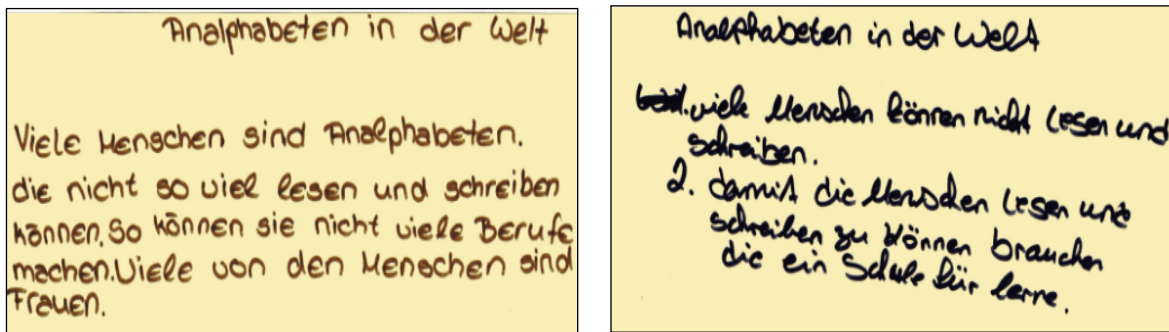 Analphabeten in der Welt
Viele Menschen sind Analphabeten.
die nicht so viel lesen und schreiben
können. So können sie nicht viele Berufe
machen. Viele von den Menschen sind
Frauen.
Analphabeten in der Welt
viele Menschen können nicht lesen und
schreiben.
2. damit die Menschen lesen und
schreiben zu können brauchen
die ein Schule für lerne.